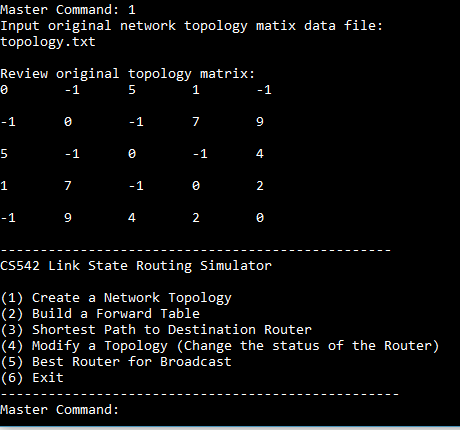 Master Command: 1
Input original network topology matix data file:
topology.txt
Review original topology matrix:
0 -1 5 1 -1
-1 0 -1 7 9
5 -1 0 -1 4
1 7 -1 0 2
-1 9 4 2 0
-------------------------------------------------
CS542 Link State Routing Simulator
(1) Create a Network Topology
(2) Build a Forward Table
(3) Shortest Path to Destination Router
(4) Modify a Topology (Change the status of the Router)
(5) Best Router for Broadcast
(6) Exit
--------------------------------------------------
Master Command: